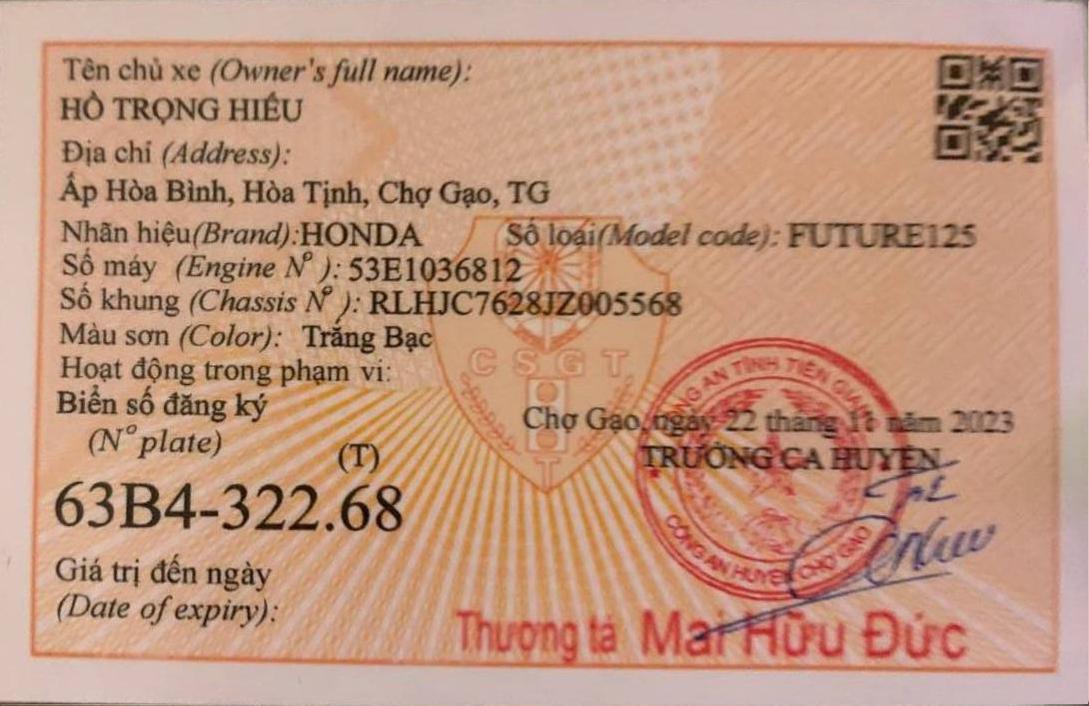 Tên chủ xe (Owner's full name):
HỒ TRỌNG HIẾU
Địa chỉ (Address):
Ấp Hòa Bình, Hòa Tịnh, Chợ Gạo, TG
Nhãn hiệu(Brand):HONDA Số loại(Model code): FUTURE125
Số máy (Engine Nº ): 53E1036812
Số khung (Chassis Nº ): RLHJC7628JZ005568
Màu sơn (Color): Trắng Bạc
CSGT
Hoạt động trong phạm vi:
Biển số đăng ký
(Nº plate)
(T)
63B4-322.68
Chợ Gạo, ngày 22 tháng 11 năm 2023
TRƯỞNG CA HUYỆN
CÔNG AN TỈNH TIỀN GIANG
CÔNG AN HUYỆN CHỢ GẠO
Giá trị đến ngày
(Date of expiry):
Thượng tá Mai Hữu Đức